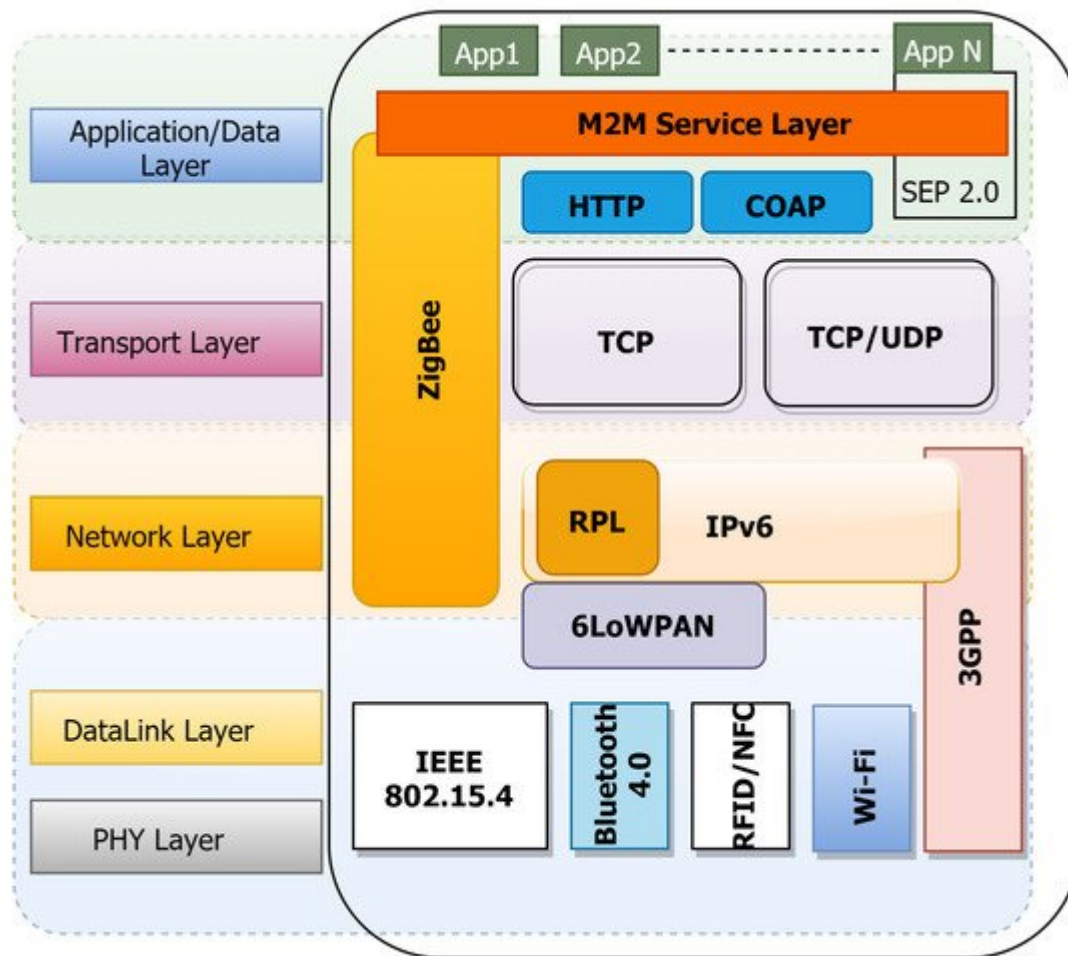 App1
App2
App N
Application/Data
Layer
M2M Service Layer
HTTP
COAP
SEP 2.0
Transport Layer
ZigBee
TCP
TCP/UDP
Network Layer
RPL
IPv6
6LoWPAN
3GPP
DataLink Layer
PHY Layer
IEEE
802.15.4
Bluetooth
4.0
RFID/NFC
Wi-Fi